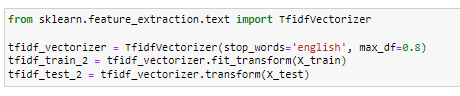 from sklearn.feature_extraction.text import TfidfVectorizer
tfidf_vectorizer = TfidfVectorizer(stop_words='english', max_df=0.8)
tfidf_train_2 = tfidf_vectorizer.fit_transform(X_train)
tfidf_test_2 = tfidf_vectorizer.transform(X_test)